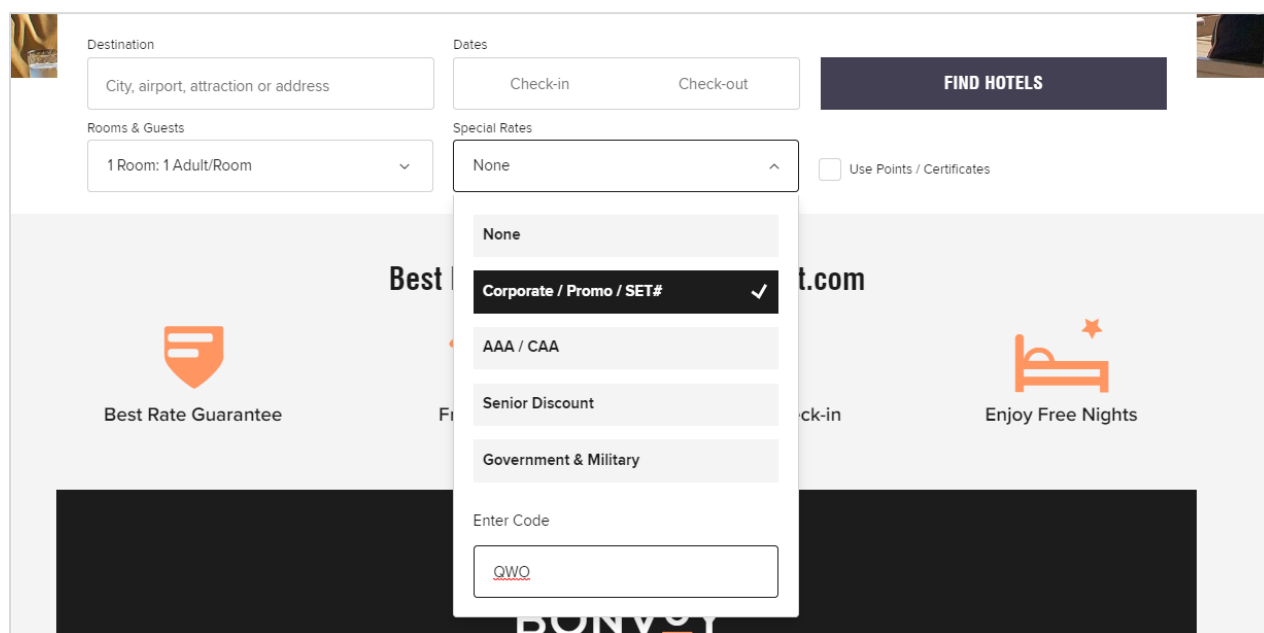 Destination
Dates
City, airport, attraction or address
Check-in
Check-out
FIND HOTELS
Rooms & Guests
Special Rates
1 Room: 1 Adult/Room
None
Use Points / Certificates
None
Best
t.com
Corporate / Promo / SET#
AAA / CAA
Senior Discount
Best Rate Guarantee
ck-in
Enjoy Free Nights
Government & Military
Enter Code
QWO
BONVOY